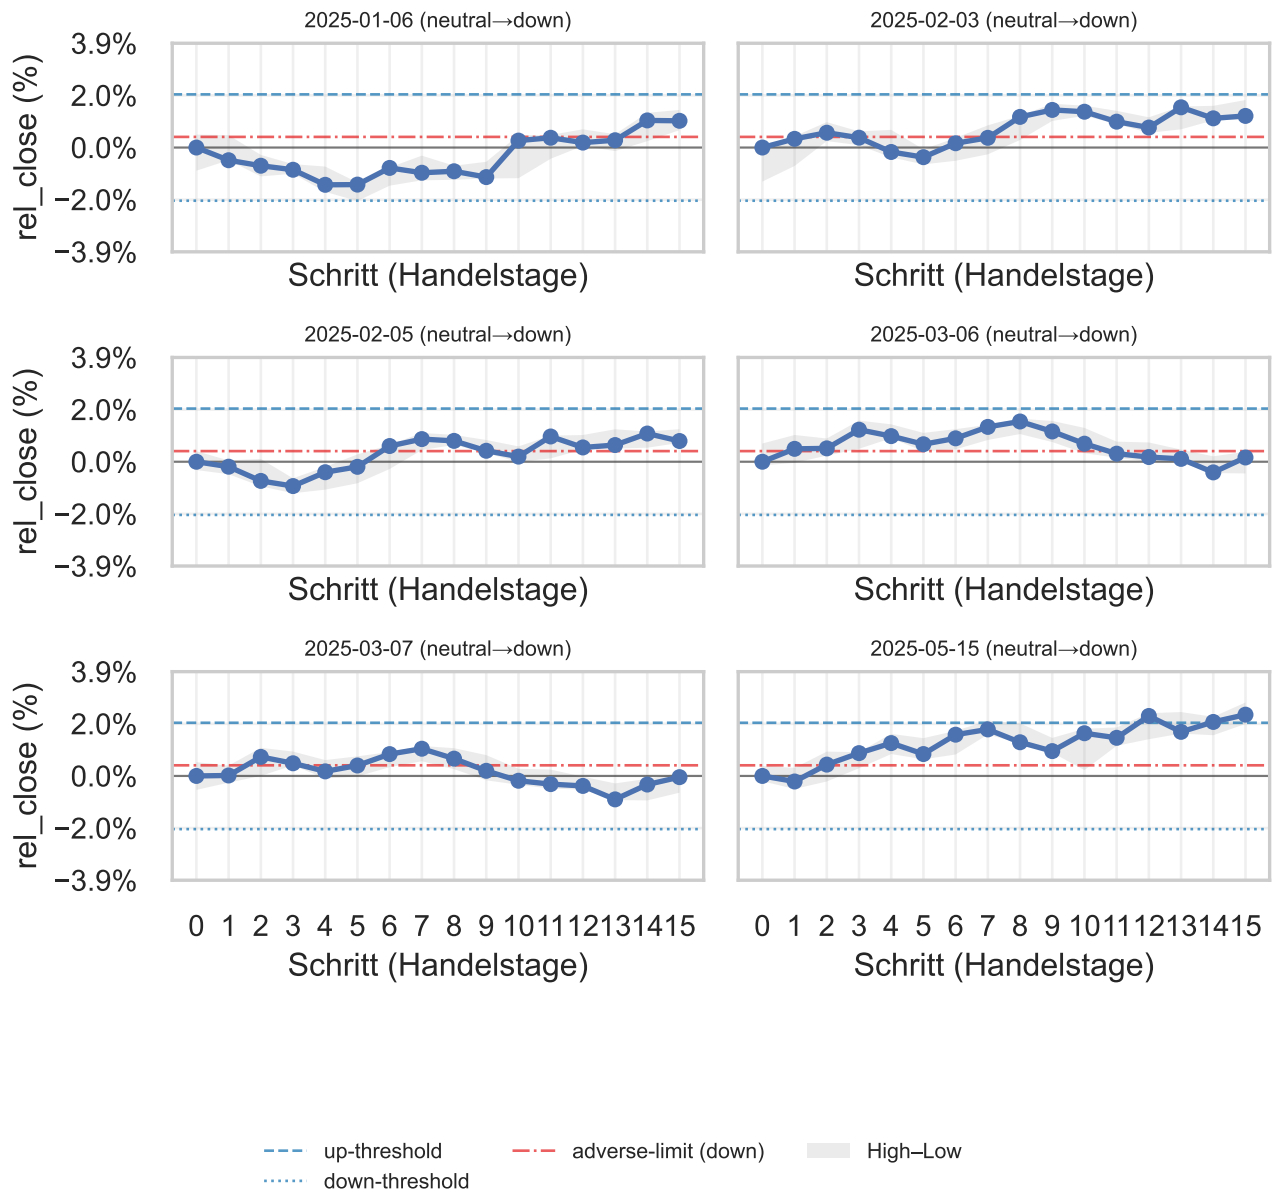 2025-01-06 (neutral→down)
2025-02-03 (neutral→down)
3.9%
2.0%
0.0%
−2.0%
−3.9%
rel_close (%)
Schritt (Handelstage)
Schritt (Handelstage)
2025-02-05 (neutral→down)
2025-03-06 (neutral→down)
3.9%
2.0%
0.0%
−2.0%
−3.9%
rel_close (%)
Schritt (Handelstage)
Schritt (Handelstage)
2025-03-07 (neutral→down)
2025-05-15 (neutral→down)
3.9%
2.0%
0.0%
−2.0%
−3.9%
rel_close (%)
0 1 2 3 4 5 6 7 8 9 10 11 12 13 14 15
0 1 2 3 4 5 6 7 8 9 10 11 12 13 14 15
Schritt (Handelstage)
Schritt (Handelstage)
up-threshold
adverse-limit (down)
High–Low
down-threshold